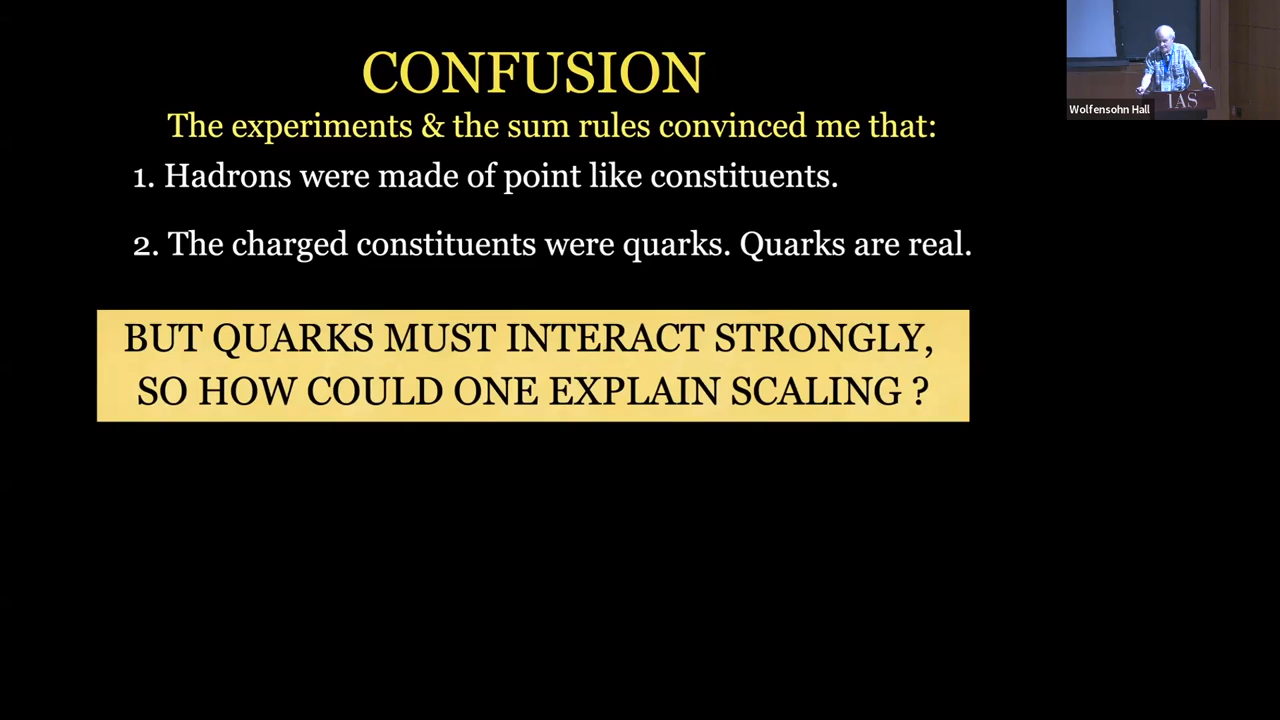 CONFUSION
The experiments & the sum rules convinced me that:
1. Hadrons were made of point like constituents.
2. The charged constituents were quarks. Quarks are real.
BUT QUARKS MUST INTERACT STRONGLY,
SO HOW COULD ONE EXPLAIN SCALING ?
IAS
Wolfensohn Hall